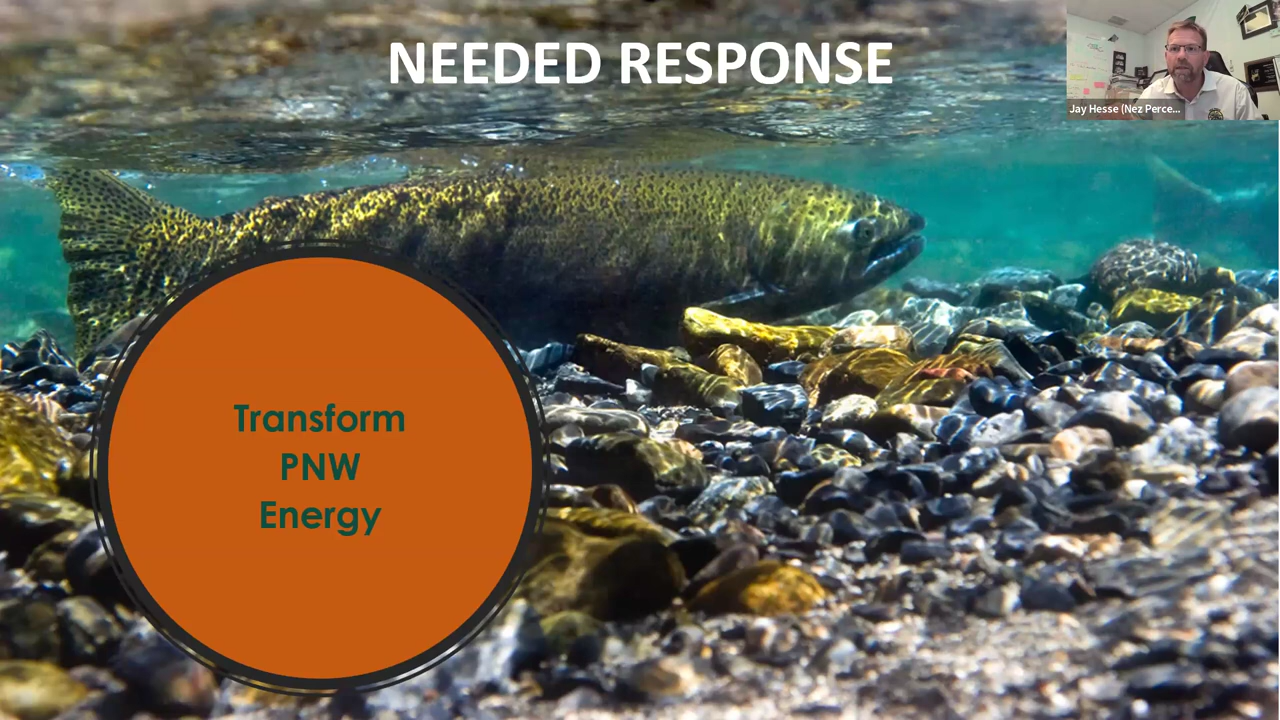 NEEDED RESPONSE
Jay Hesse (Nez Perce...
Transform
PNW
Energy